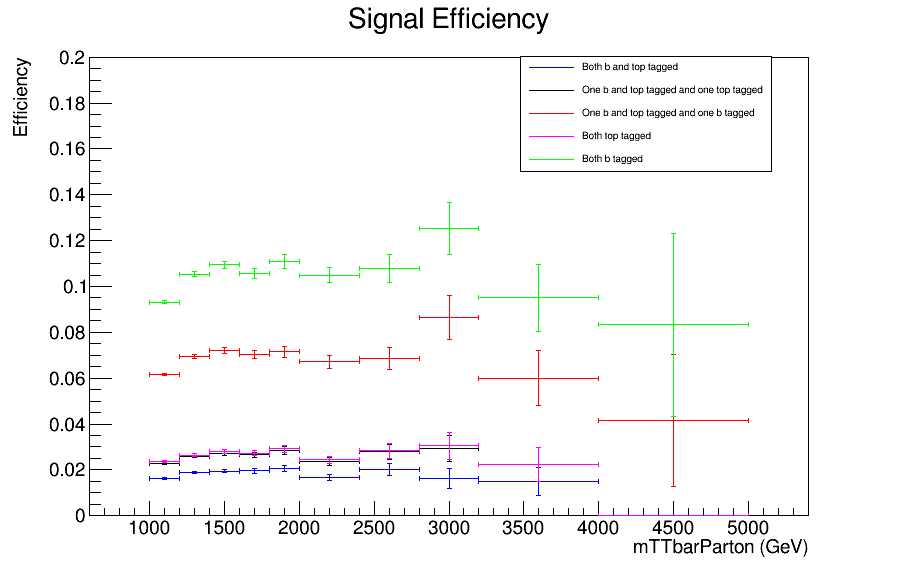 Signal Efficiency
Efficiency
0.2
0.18
0.16
0.14
0.12
0.1
0.08
0.06
0.04
0.02
0
Both b and top tagged
One b and top tagged and one top tagged
One b and top tagged and one b tagged
Both top tagged
Both b tagged
1000 1500 2000 2500 3000 3500 4000 4500 5000
mTTbarParton (GeV)